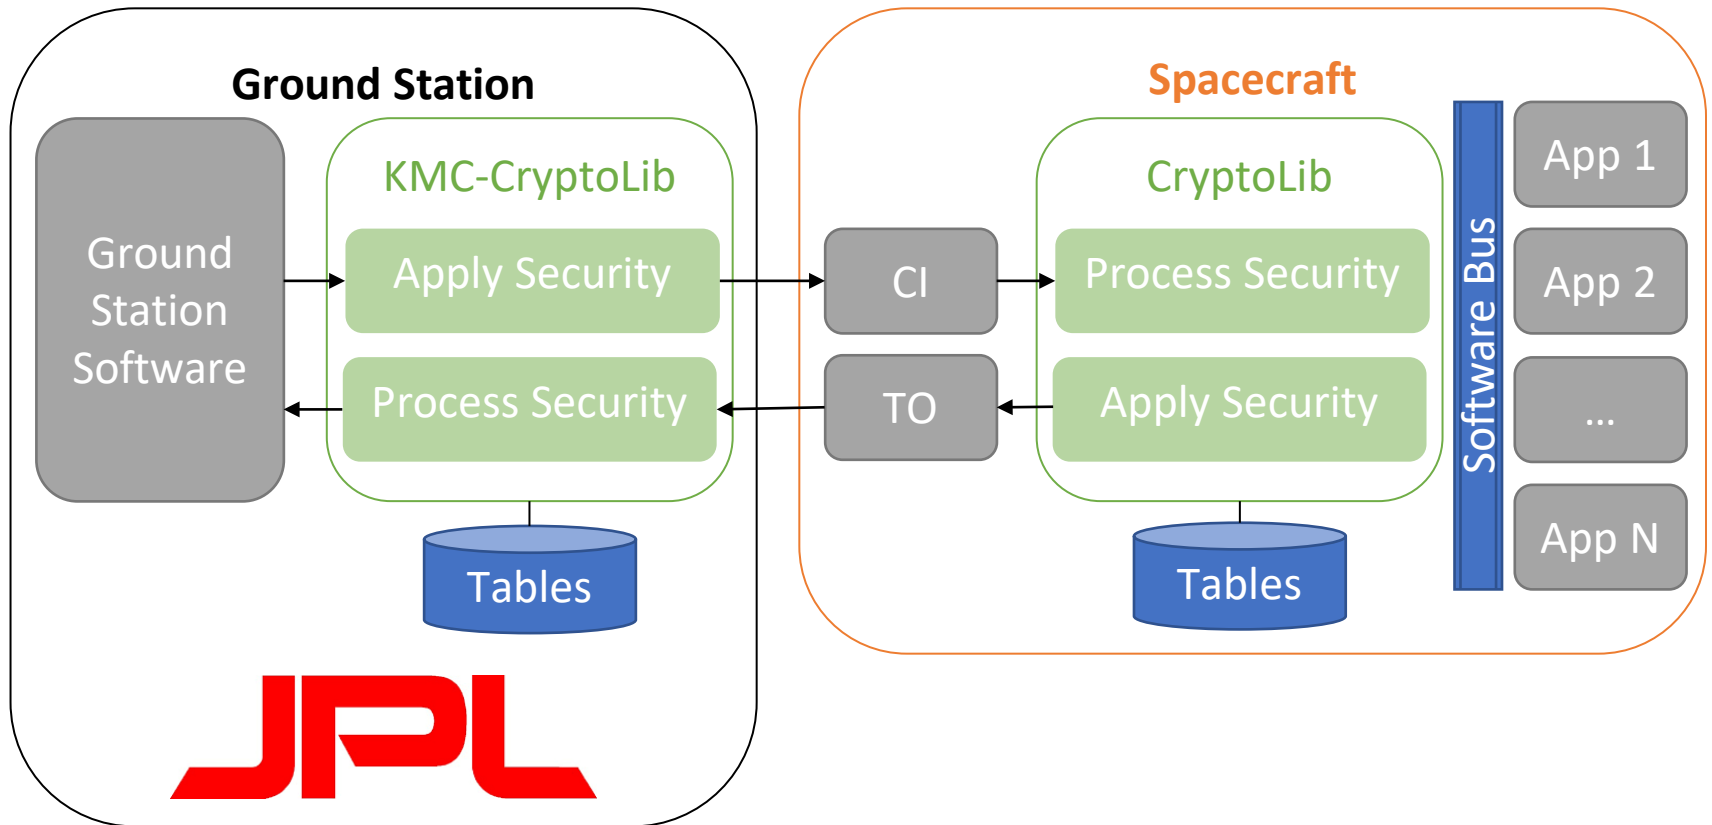 Ground Station
Ground
Station
Software
KMC-CryptoLib
Apply Security
Process Security
Tables
JPL
Spacecraft
CI
TO
CryptoLib
Process Security
Apply Security
Tables
Software Bus
App 1
App 2
...
App N